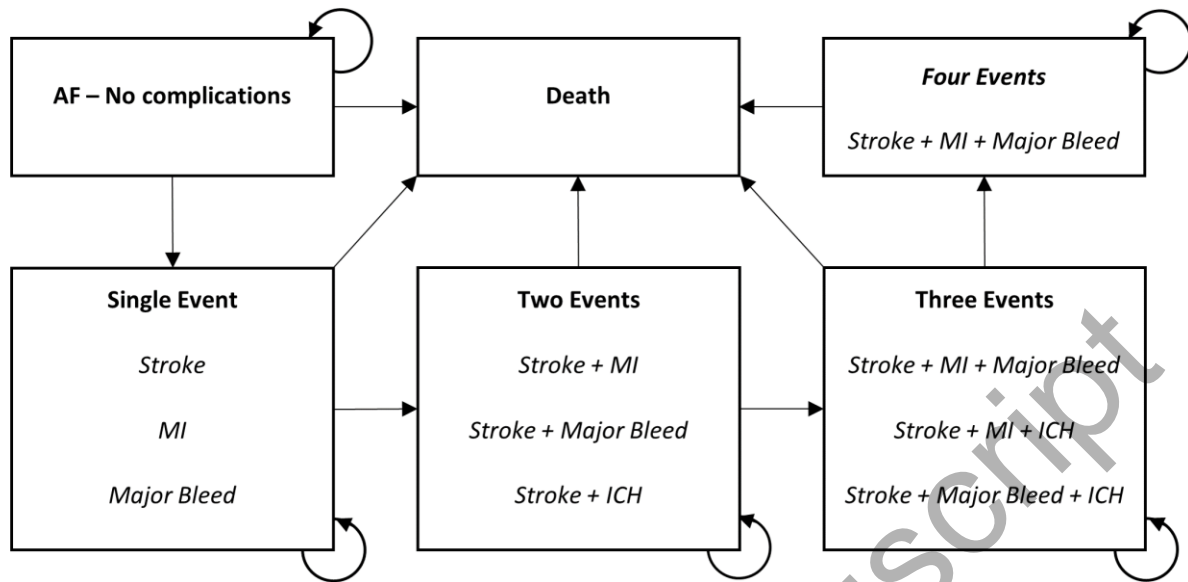 AF – No complications
Death
Four Events
Stroke + MI + Major Bleed
Single Event
Stroke
MI
Major Bleed
Two Events
Stroke + MI
Stroke + Major Bleed
Stroke + ICH
Three Events
Stroke + MI + Major Bleed
Stroke + MI + ICH
Stroke + Major Bleed + ICH
script